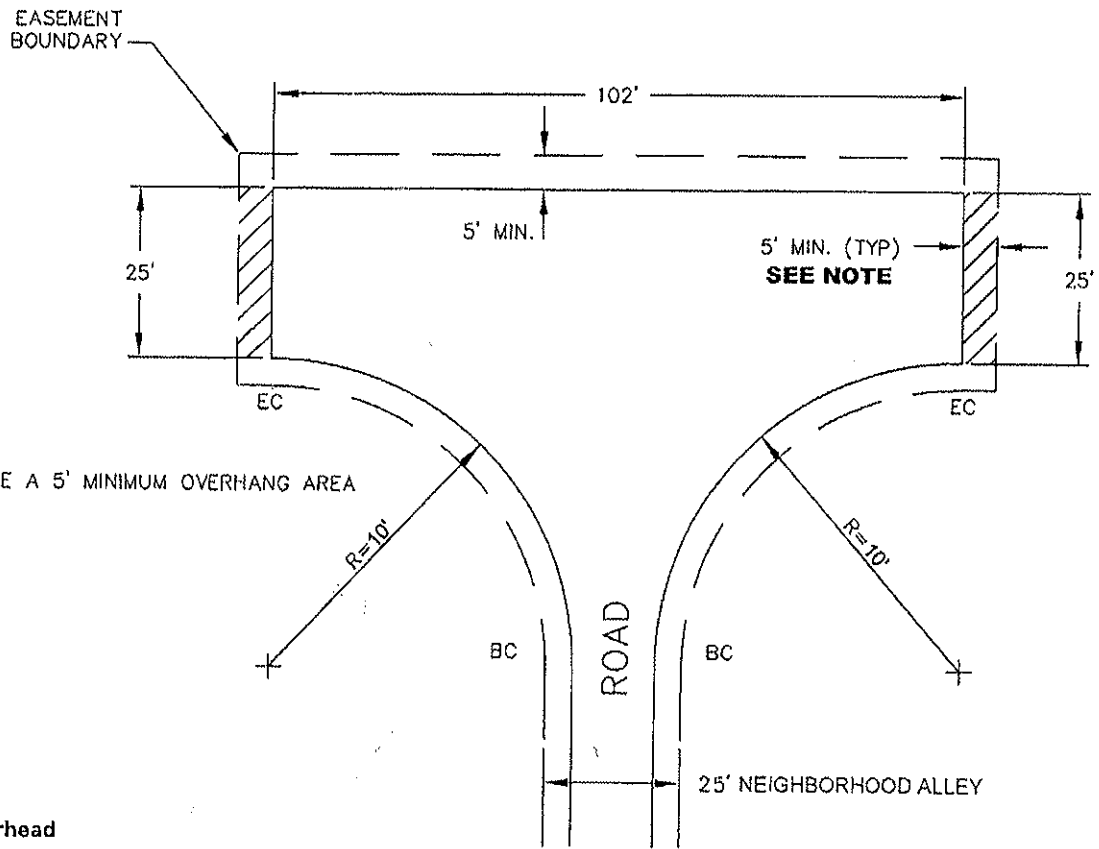 EASEMENT
BOUNDARY
102'
5' MIN.
5' MIN. (TYP)
SEE NOTE
25'
25'
EC
EC
E A 5' MINIMUM OVERHANG AREA
R=10'
R=10'
BC
ROAD
BC
25' NEIGHBORHOOD ALLEY
rhead